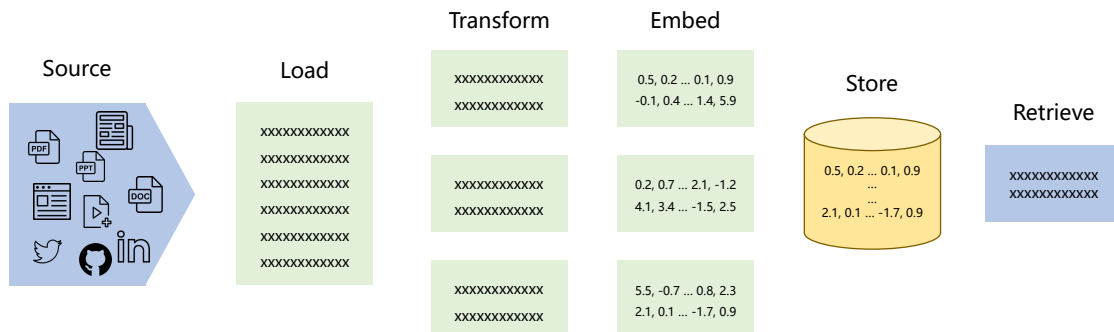 Source
PDF
PPT
DOC
in
Load
xxxxxxxxxxxx
xxxxxxxxxxxx
xxxxxxxxxxxx
xxxxxxxxxxxx
xxxxxxxxxxxx
xxxxxxxxxxxx
Transform
xxxxxxxxxxxx
xxxxxxxxxxxx
xxxxxxxxxxxx
xxxxxxxxxxxx
xxxxxxxxxxxx
xxxxxxxxxxxx
Embed
0.5, 0.2 ... 0.1, 0.9
-0.1, 0.4 ... 1.4, 5.9
0.2, 0.7 ... 2.1, -1.2
4.1, 3.4 ... -1.5, 2.5
5.5, -0.7 ... 0.8, 2.3
2.1, 0.1 ... -1.7, 0.9
Store
0.5, 0.2 ... 0.1, 0.9
...
...
2.1, 0.1 ... -1.7, 0.9
Retrieve
xxxxxxxxxxxx
xxxxxxxxxxxx